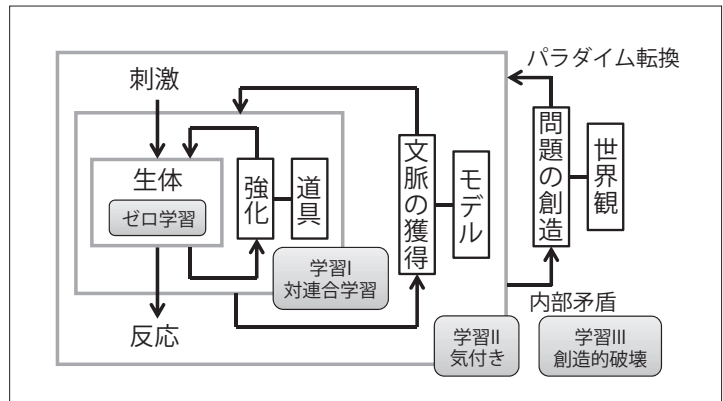 パラダイム転換
刺激
生体
ゼロ学習
強化
道具
文脈の獲得
モデル
問題の創造
世界観
学習I
対連合学習
反応
内部矛盾
学習II
気付き
学習III
創造的破壊